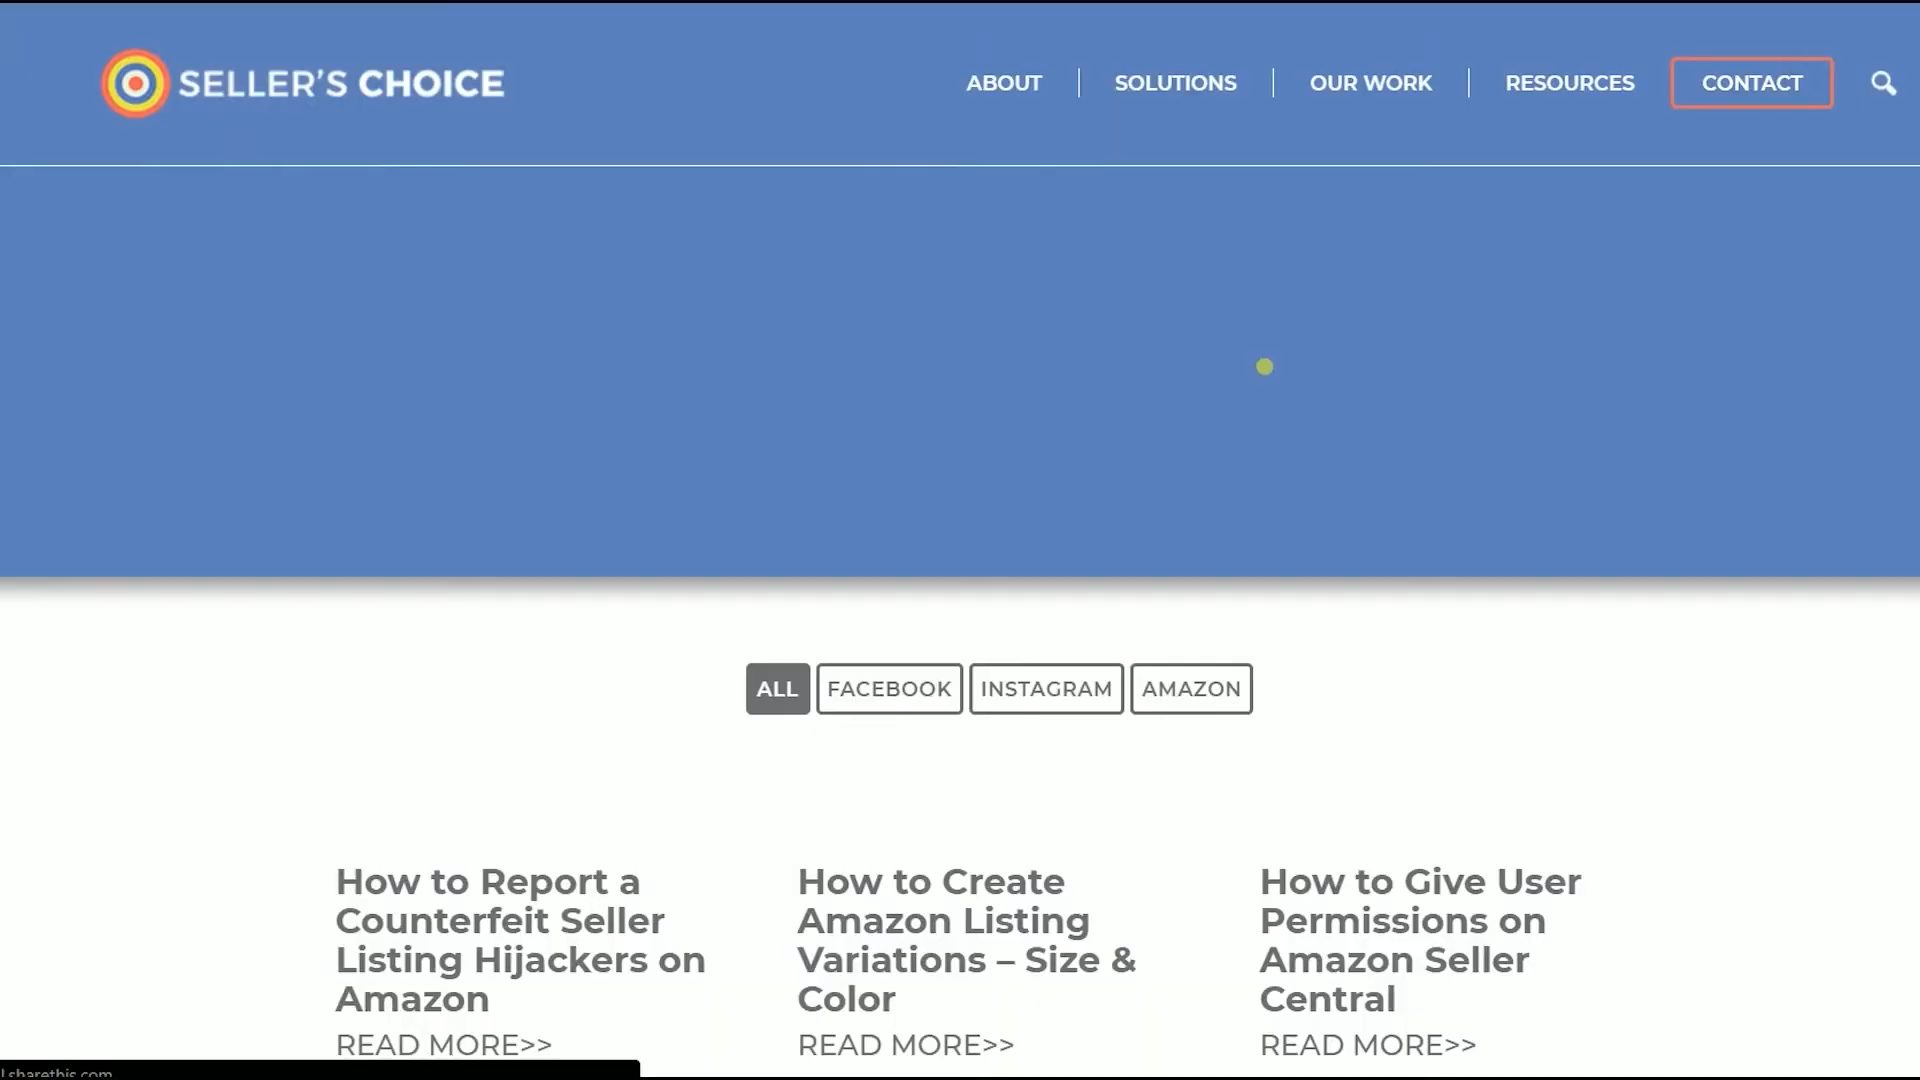 SELLER'S CHOICE
ABOUT
SOLUTIONS
OUR WORK
RESOURCES
CONTACT
ALL
FACEBOOK
INSTAGRAM
AMAZON
How to Report a
Counterfeit Seller
Listing Hijackers on
Amazon
READ MORE>>
How to Create
Amazon Listing
Variations – Size &
Color
READ MORE>>
How to Give User
Permissions on
Amazon Seller
Central
READ MORE>>